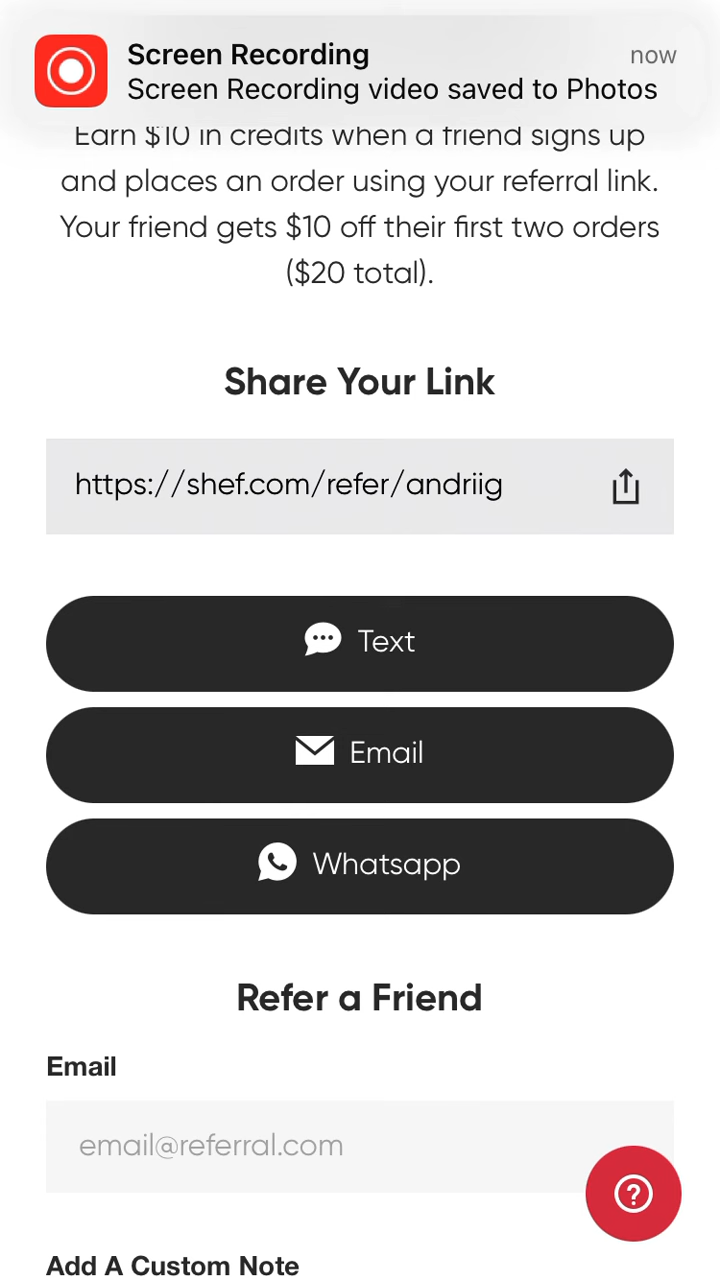 Screen Recording
now
Screen Recording video saved to Photos
Earn $10 in credits when a friend signs up
and places an order using your referral link.
Your friend gets $10 off their first two orders
($20 total).
Share Your Link
https://shef.com/refer/andriig
Text
Email
Whatsapp
Refer a Friend
Email
email@referral.com
?
Add A Custom Note